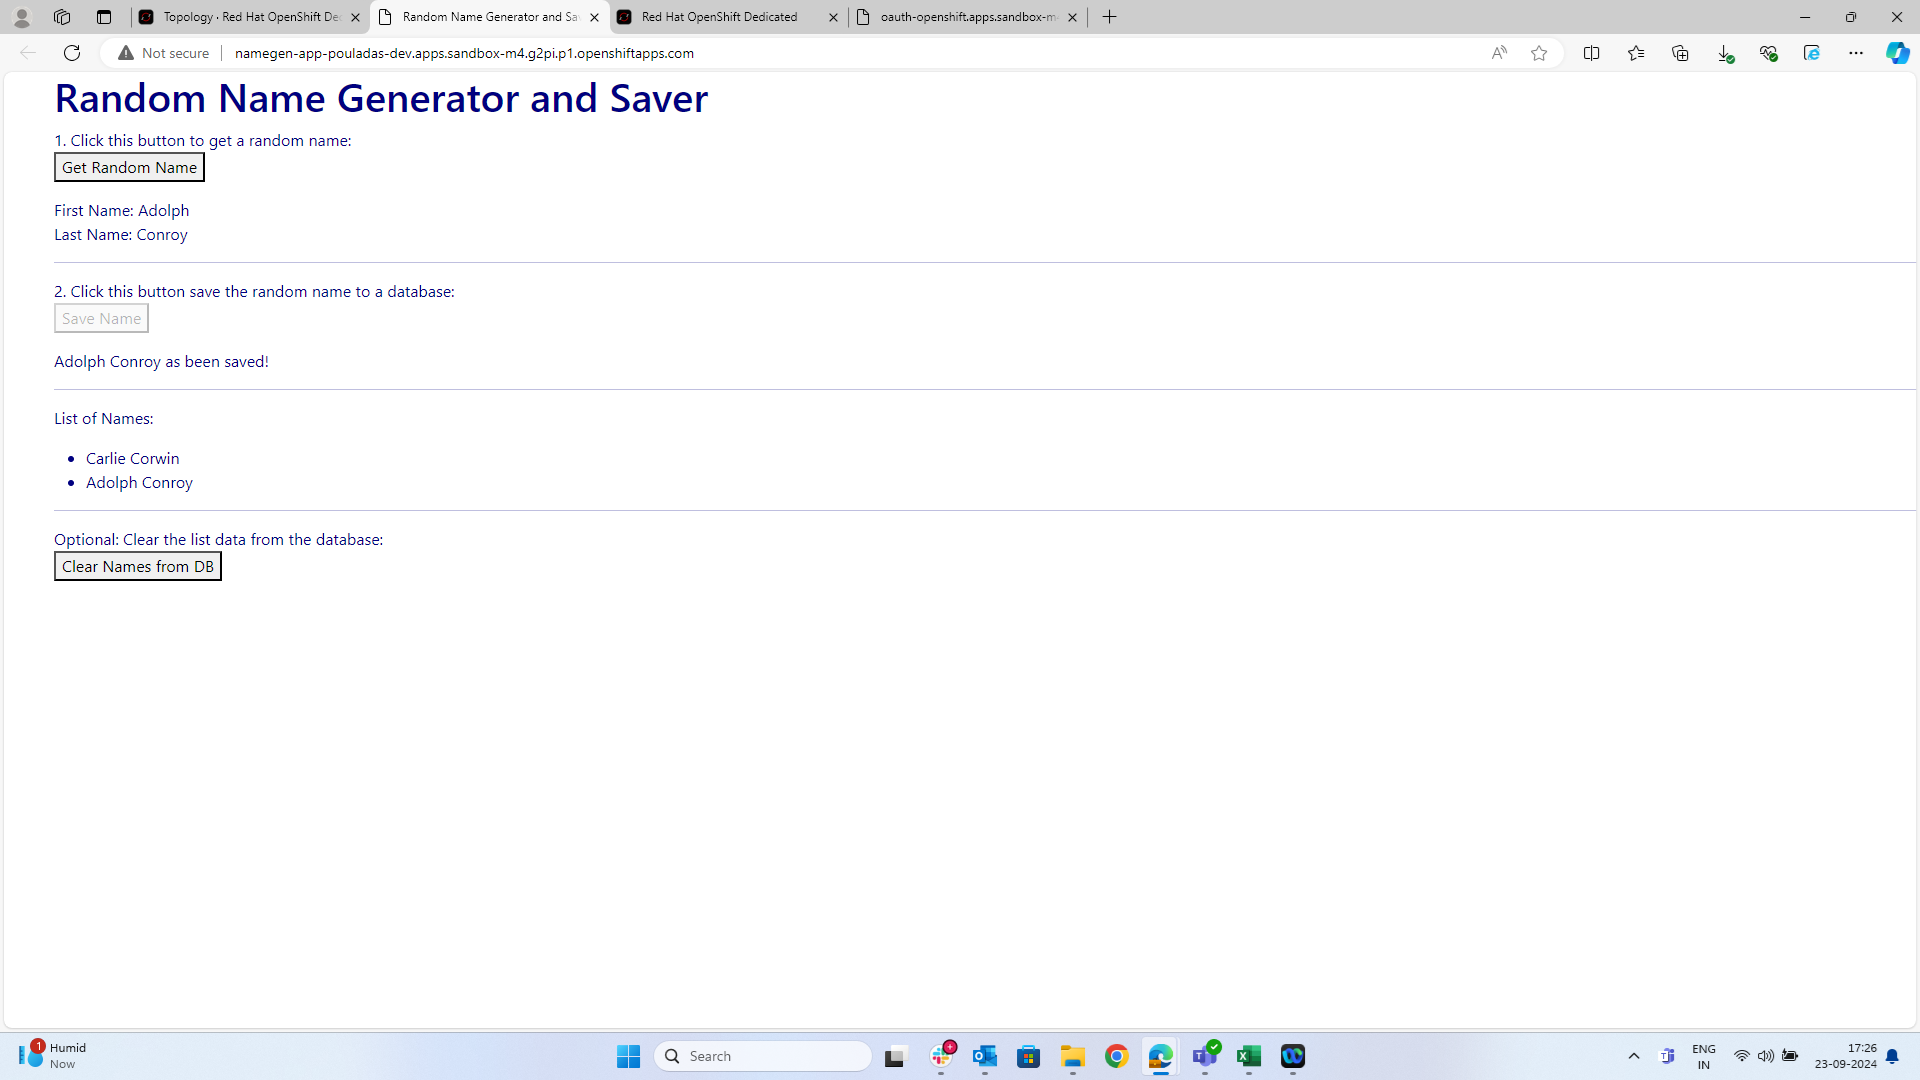 Topology · Red Hat OpenShift De
Random Name Generator and Sa
Red Hat OpenShift Dedicated
oauth-openshift.apps.sandbox-m
Not secure
namegen-app-pouladas-dev.apps.sandbox-m4.g2pi.p1.openshiftapps.com
Random Name Generator and Saver
1. Click this button to get a random name:
Get Random Name
First Name: Adolph
Last Name: Conroy
2. Click this button save the random name to a database:
Save Name
Adolph Conroy as been saved!
List of Names:
Carlie Corwin
Adolph Conroy
Optional: Clear the list data from the database:
Clear Names from DB
1
Humid
Now
Search
ENG
IN
17:26
23-09-2024